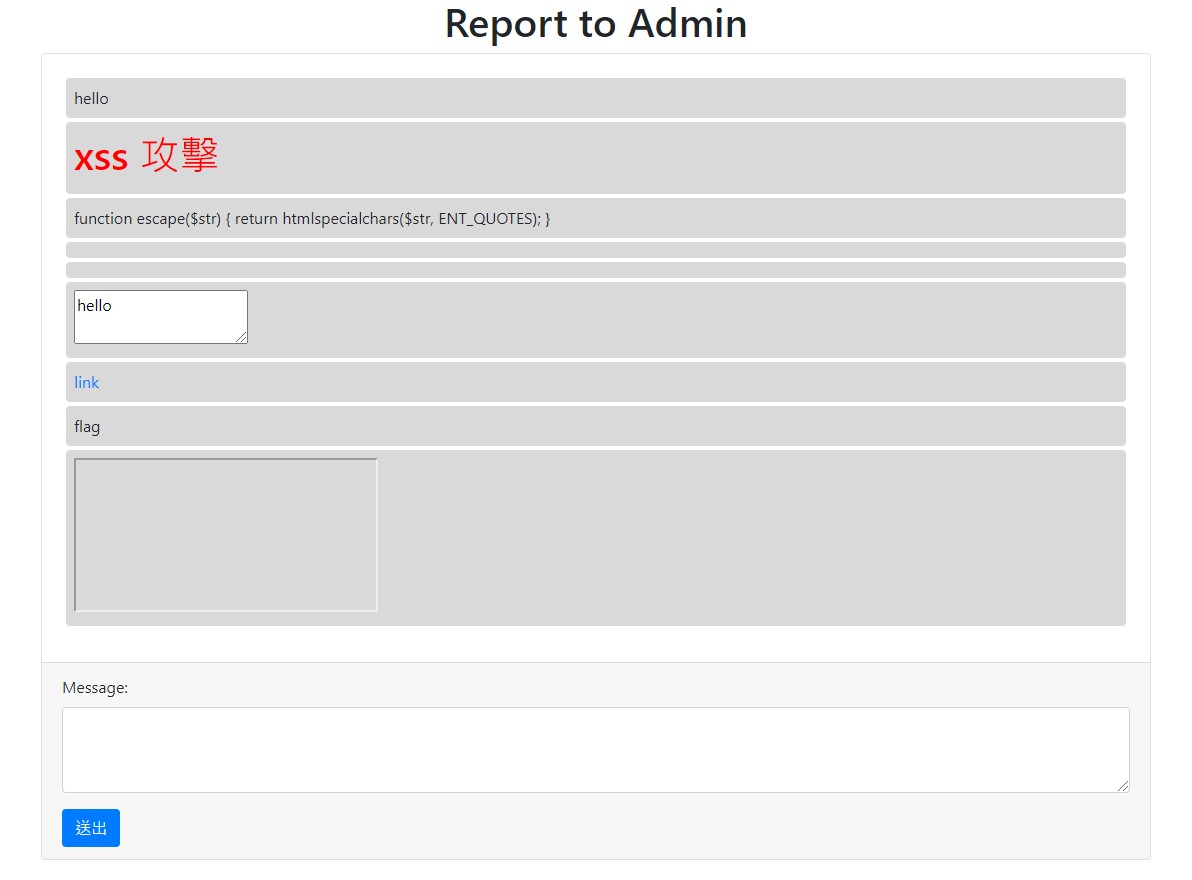 Report to Admin
hello
xss 攻擊
function escape($str) { return htmlspecialchars($str, ENT_QUOTES); }
hello
link
flag
Message:
送出